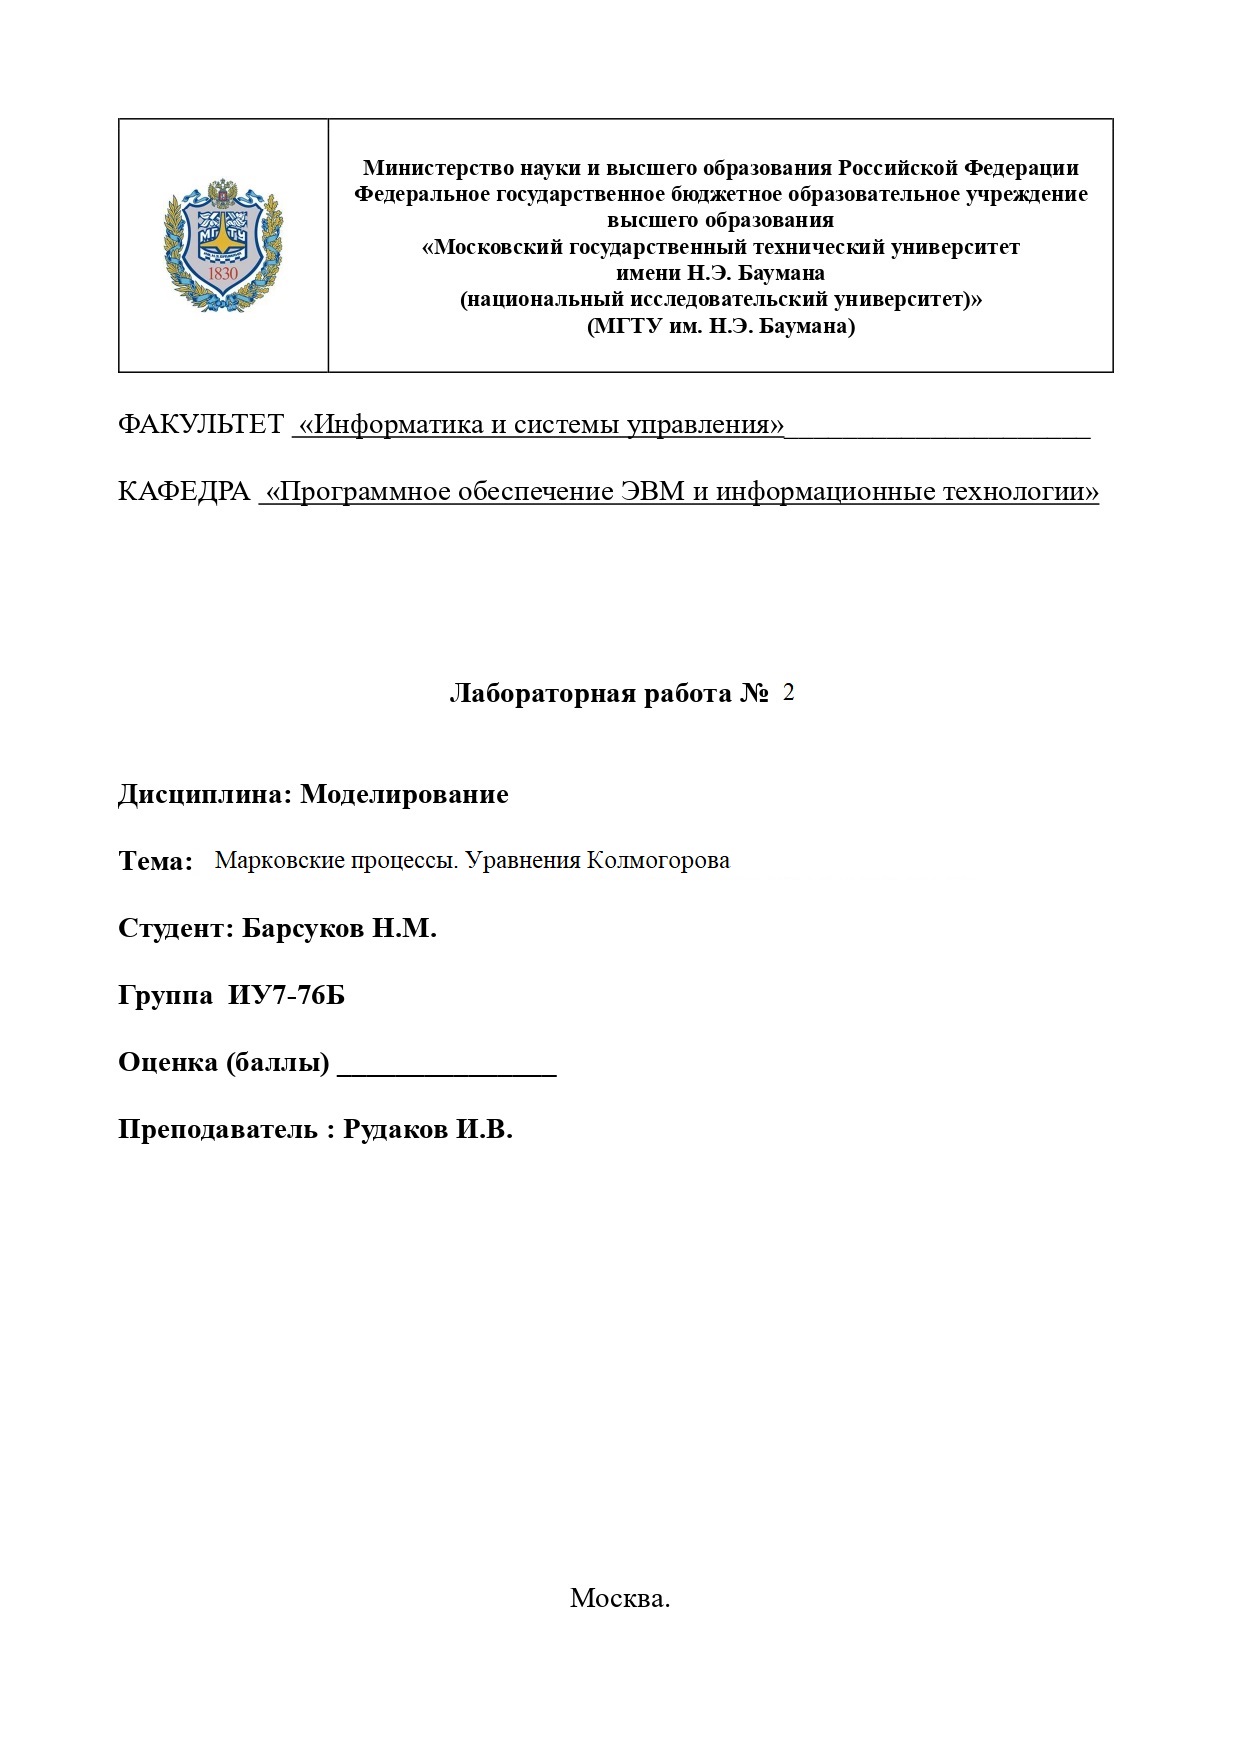 МГТУ
1830
Министерство науки и высшего образования Российской Федерации
Федеральное государственное бюджетное образовательное учреждение
высшего образования
«Московский государственный технический университет
имени Н.Э. Баумана
(национальный исследовательский университет)»
(МГТУ им. Н.Э. Баумана)
ФАКУЛЬТЕТ «Информатика и системы управления»
КАФЕДРА «Программное обеспечение ЭВМ и информационные технологии»
Лабораторная работа № 2
Дисциплина: Моделирование
Тема: Марковские процессы. Уравнения Колмогорова
Студент: Барсуков Н.М.
Группа ИУ7-76Б
Оценка (баллы) _______________
Преподаватель : Рудаков И.В.
Москва.